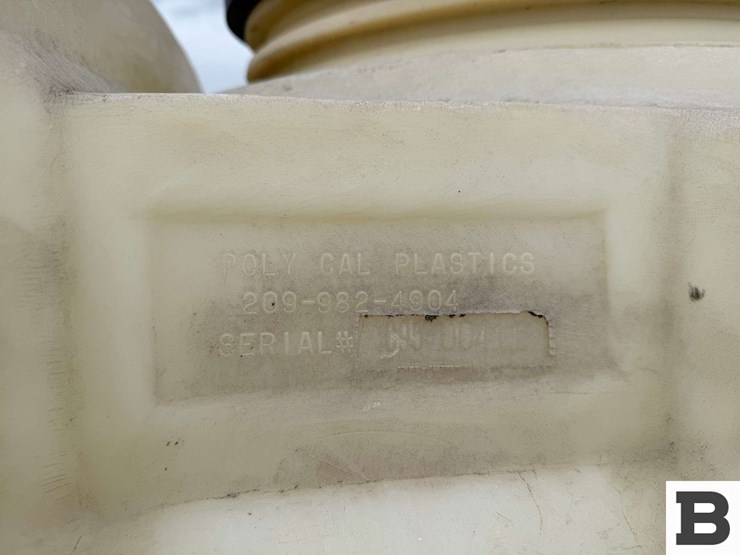 POLY CAL PLASTICS
209-982-4904
SERIAL#
B